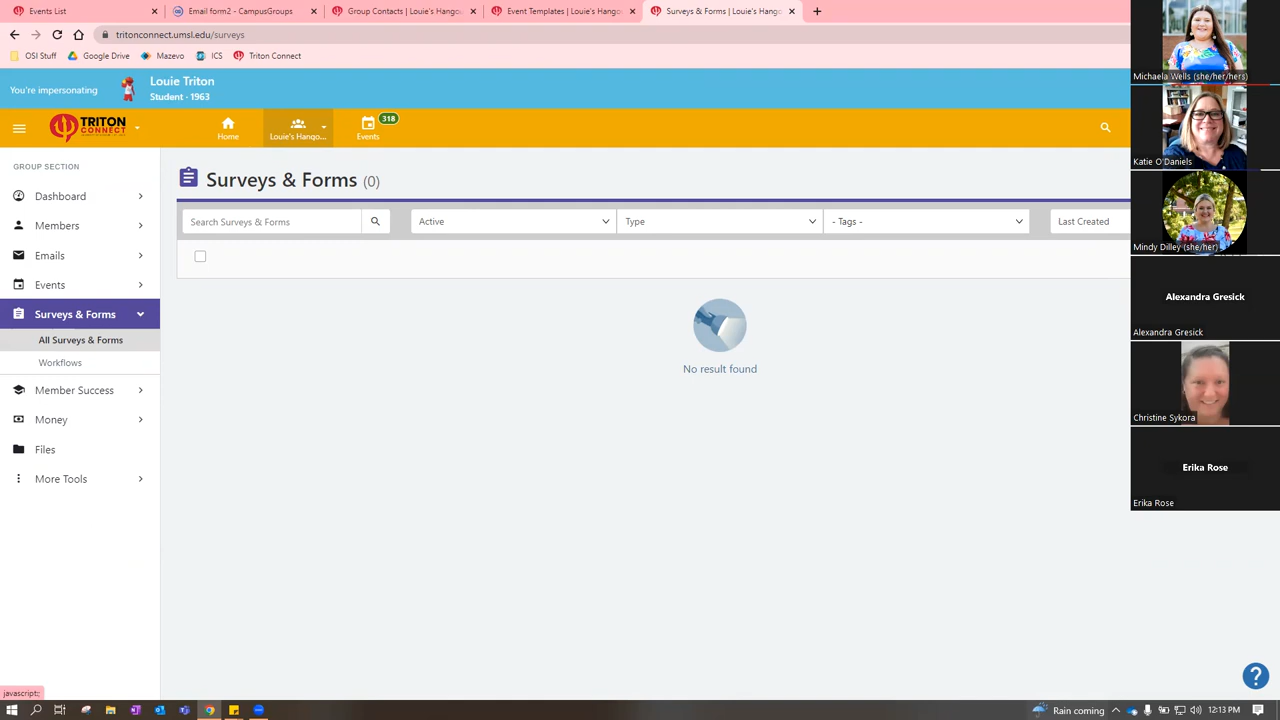 Events List
Email form2 - CampusGroups
Group Contacts | Louie's Hango
Event Templates | Louie's Hango
Surveys & Forms | Louie's Hang
tritonconnect.umsl.edu/surveys
OSI Stuff
Google Drive
Mazevo
ICS
Triton Connect
You're impersonating
Louie Triton
Student - 1963
TRITON
CONNECT
Home
Louie's Hango...
Events
318
GROUP SECTION
Dashboard
Members
Emails
Events
Surveys & Forms
All Surveys & Forms
Workflows
Member Success
Money
Files
More Tools
Surveys & Forms (0)
Search Surveys & Forms
Active
Type
- Tags -
Last Created
No result found
Michaela Wells (she/her/hers)
Katie O'Daniels
Mindy Dilley (she/her)
Alexandra Gresick
Alexandra Gresick
Christine Sykora
Erika Rose
Erika Rose
?
javascript:;
Rain coming
12:13 PM